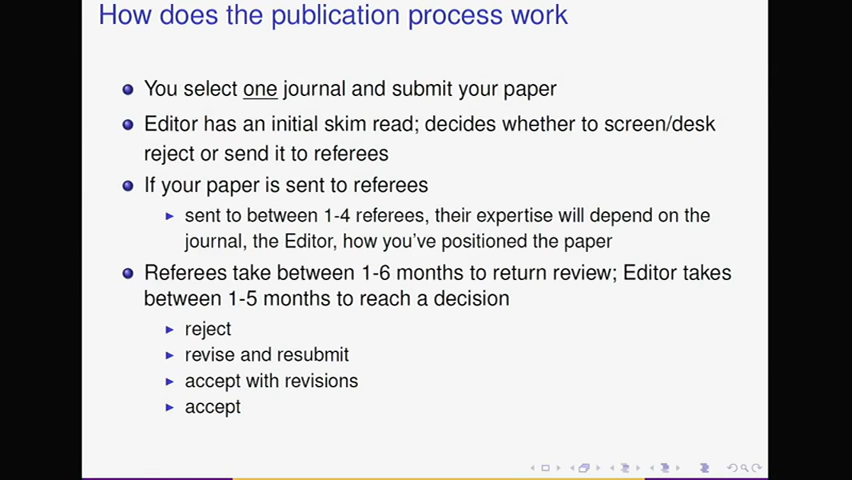 How does the publication process work
You select one journal and submit your paper
Editor has an initial skim read; decides whether to screen/desk
reject or send it to referees
If your paper is sent to referees
sent to between 1-4 referees, their expertise will depend on the
journal, the Editor, how you've positioned the paper
Referees take between 1-6 months to return review; Editor takes
between 1-5 months to reach a decision
reject
revise and resubmit
accept with revisions
accept